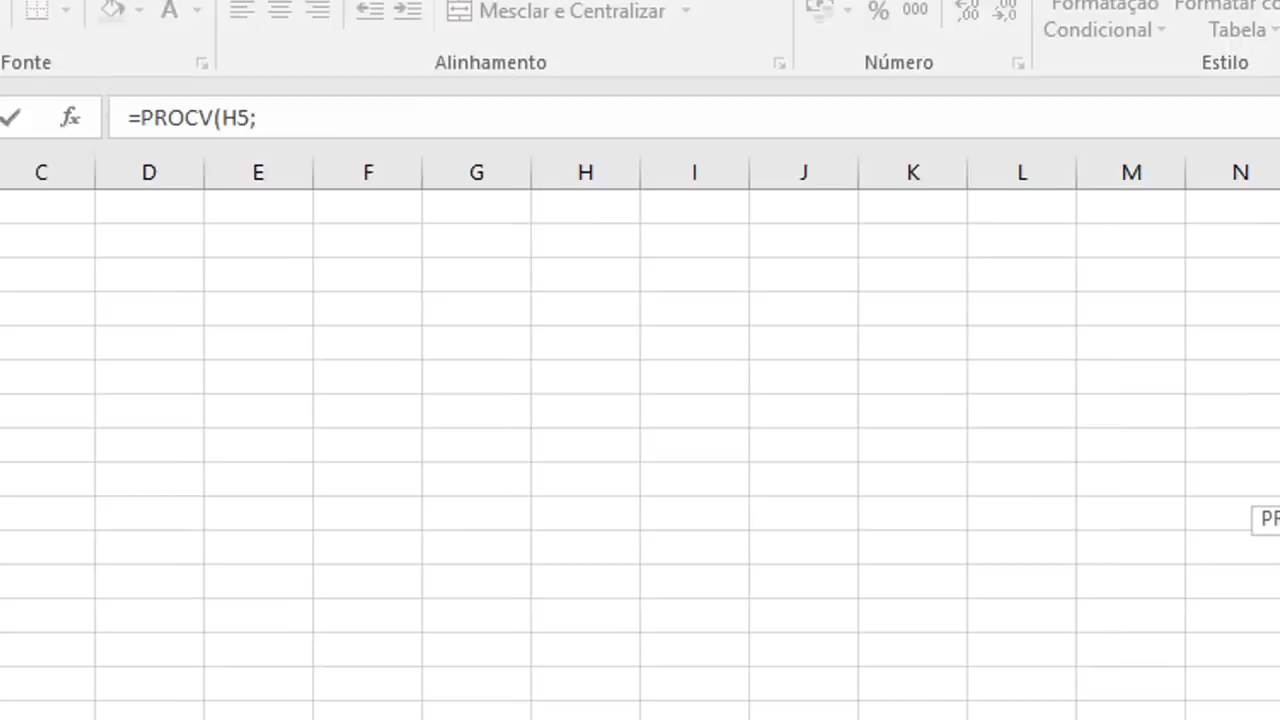 A
Mesclar e Centralizar
% 000
Formatação
Condicional
Formatar co
Tabela
Fonte
Alinhamento
Número
Estilo
fx
=PROCV(H5;
C D E F G H I J K L M N
PR